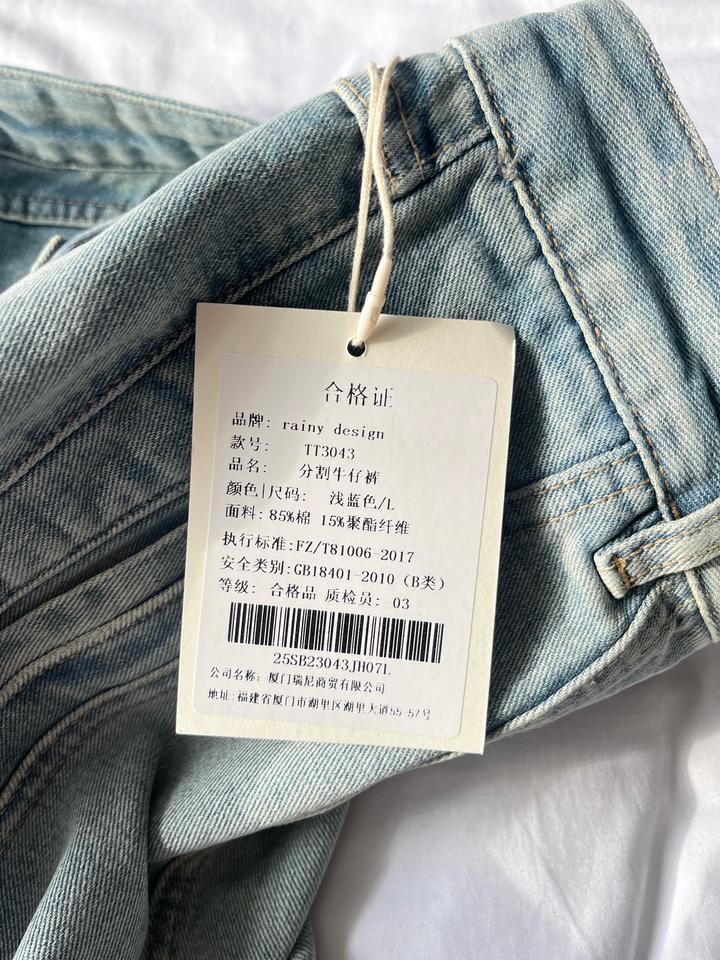 合格证
品牌: rainy design
款号: TT3043
品名: 分割牛仔裤
颜色|尺码: 浅蓝色/L
面料: 85%棉 15%聚酯纤维
执行标准:FZ/T81006-2017
安全类别:GB18401-2010 (B类)
等级: 合格品 质检员: 03
25SB23043JH07L
公司名称: 厦门瑞尼商贸有限公司
地址:福建省厦门市湖里区湖里大道55-57号